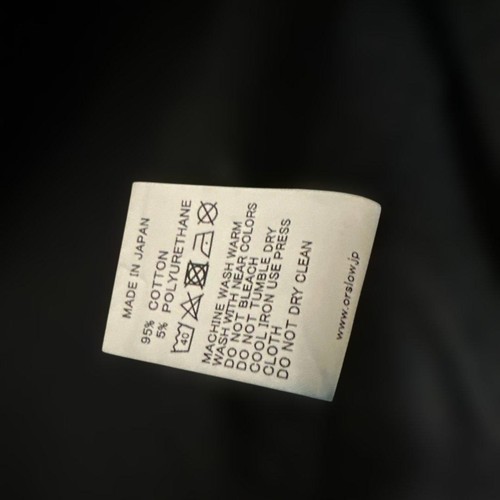 MADE IN JAPAN
95% COTTON
5% POLYURETHANE
40
MACHINE WASH WARM
WASH WITH NEAR COLORS
DO NOT BLEACH
DO NOT TUMBLE DRY
COOL IRON USE PRESS
CLOTH
DO NOT DRY CLEAN
www.orslow.jp